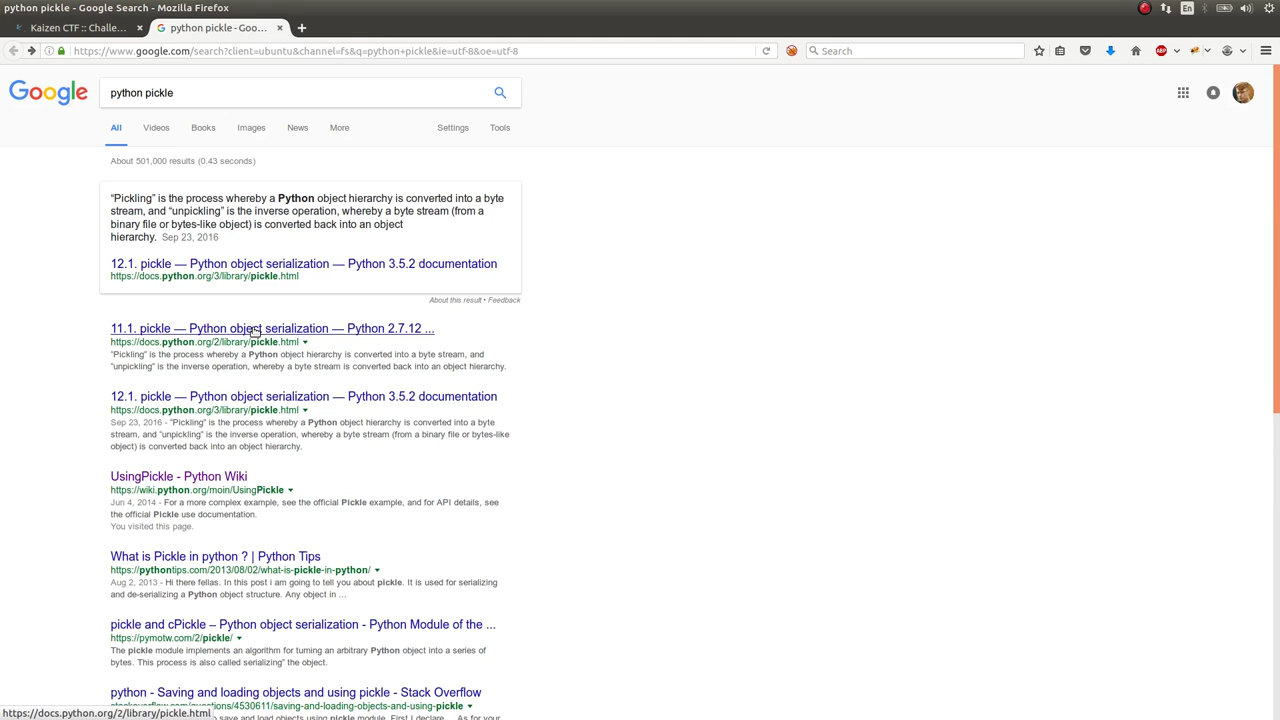 python pickle - Google Search - Mozilla Firefox
En
Kaizen CTF :: Challe...
python pickle - Goo...
https://www.google.com/search?client=ubuntu&channel=fs&q=python+pickle&ie=utf-8&oe=utf-8
Search
ABP
Google
python pickle
All Videos Books Images News More Settings Tools
About 501,000 results (0.43 seconds)
“Pickling” is the process whereby a Python object hierarchy is converted into a byte
stream, and “unpickling” is the inverse operation, whereby a byte stream (from a
binary file or bytes-like object) is converted back into an object
hierarchy. Sep 23, 2016
12.1. pickle — Python object serialization — Python 3.5.2 documentation
https://docs.python.org/3/library/pickle.html
About this result • Feedback
11.1. pickle — Python object serialization — Python 2.7.12 ...
https://docs.python.org/2/library/pickle.html
“Pickling” is the process whereby a Python object hierarchy is converted into a byte stream, and
“unpickling” is the inverse operation, whereby a byte stream is converted back into an object hierarchy.
12.1. pickle — Python object serialization — Python 3.5.2 documentation
https://docs.python.org/3/library/pickle.html
Sep 23, 2016 - “Pickling” is the process whereby a Python object hierarchy is converted into a byte
stream, and “unpickling” is the inverse operation, whereby a byte stream (from a binary file or bytes-like
object) is converted back into an object hierarchy.
UsingPickle - Python Wiki
https://wiki.python.org/moin/UsingPickle
Jun 4, 2014 - For a more complex example, see the official Pickle example, and for API details, see
the official Pickle use documentation.
You visited this page.
What is Pickle in python ? | Python Tips
https://pythontips.com/2013/08/02/what-is-pickle-in-python/
Aug 2, 2013 - Hi there fellas. In this post i am going to tell you about pickle. It is used for serializing
and de-serializing a Python object structure. Any object in ...
pickle and cPickle – Python object serialization - Python Module of the ...
https://pymotw.com/2/pickle/
The pickle module implements an algorithm for turning an arbitrary Python object into a series of
bytes. This process is also called serializing” the object.
python - Saving and loading objects and using pickle - Stack Overflow
stackoverflow.com/questions/4530611/saving-and-loading-objects-and-using-pickle
https://docs.python.org/2/library/pickle.html
save and load objects using pickle module. First I declare ... As for your